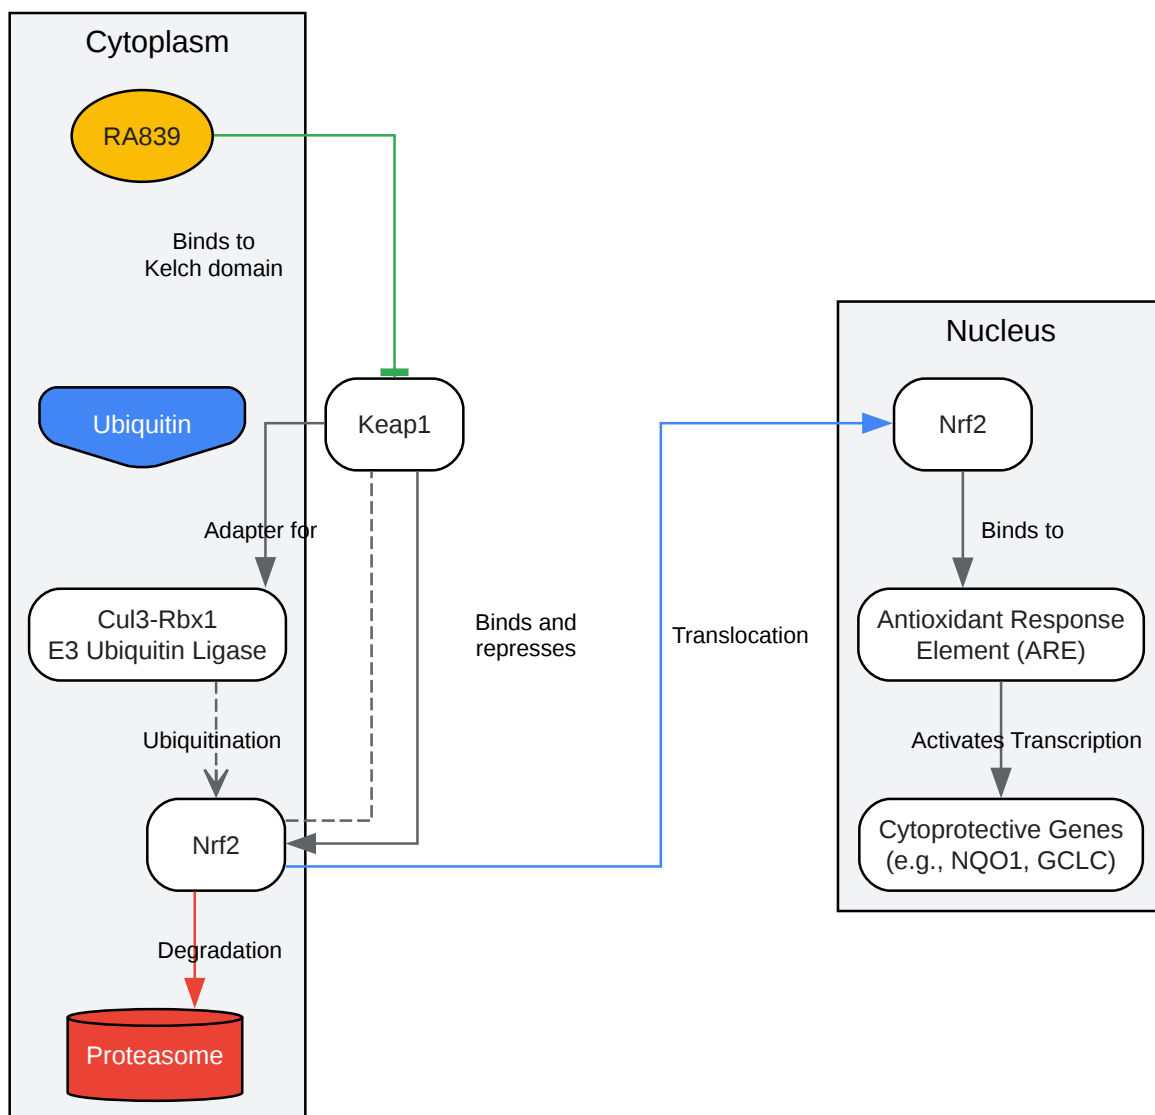 Cytoplasm
RA839
Binds to
Kelch domain
Nucleus
Ubiquitin
Keap1
Nrf2
Adapter for
Binds to
Cul3-Rbx1
E3 Ubiquitin Ligase
Binds and
represses
Translocation
Antioxidant Response
Element (ARE)
Ubiquitination
Activates Transcription
Nrf2
Cytoprotective Genes
(e.g., NQO1, GCLC)
Degradation
Proteasome